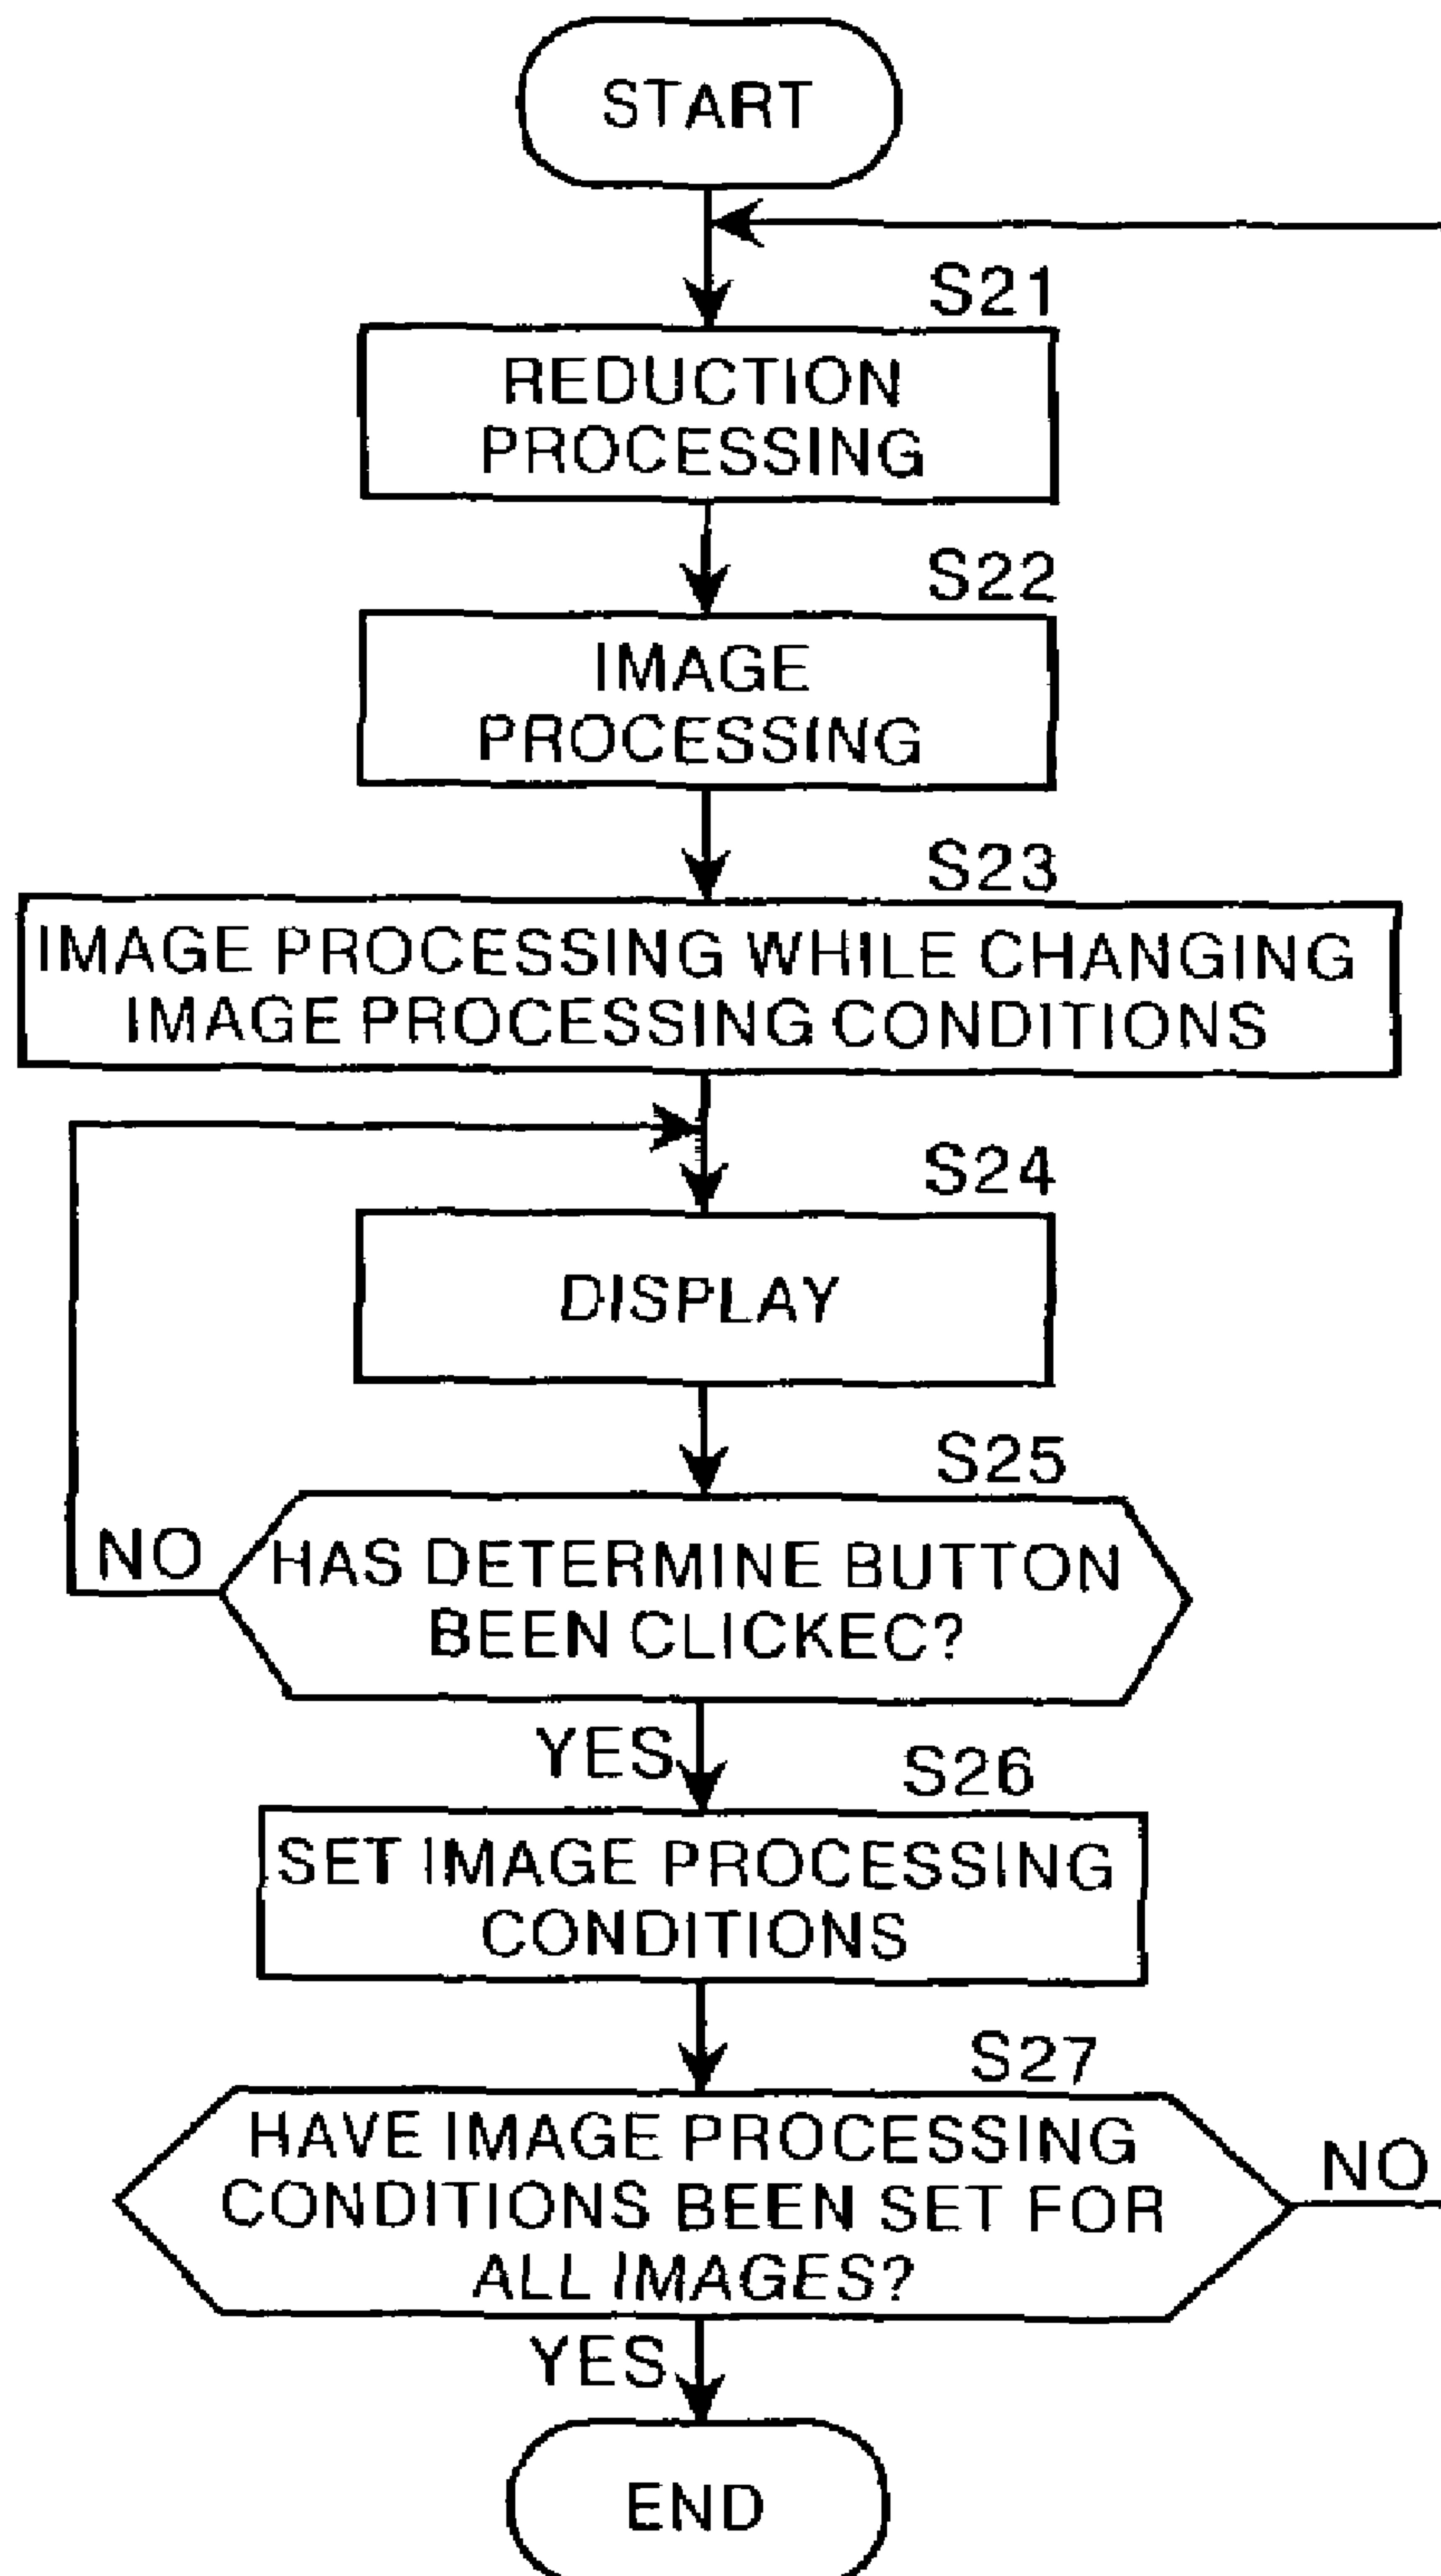 START
S21
REDUCTION
PROCESSING
S22
IMAGE
PROCESSING
S23
IMAGE PROCESSING WHILE CHANGING
IMAGE PROCESSING CONDITIONS
S24
DISPLAY
S25
NO
HAS DETERMINE BUTTON
BEEN CLICKEC?
YES
S26
SET IMAGE PROCESSING
CONDITIONS
S27
HAVE IMAGE PROCESSING
CONDITIONS BEEN SET FOR
ALL IMAGES?
NO
YES
END